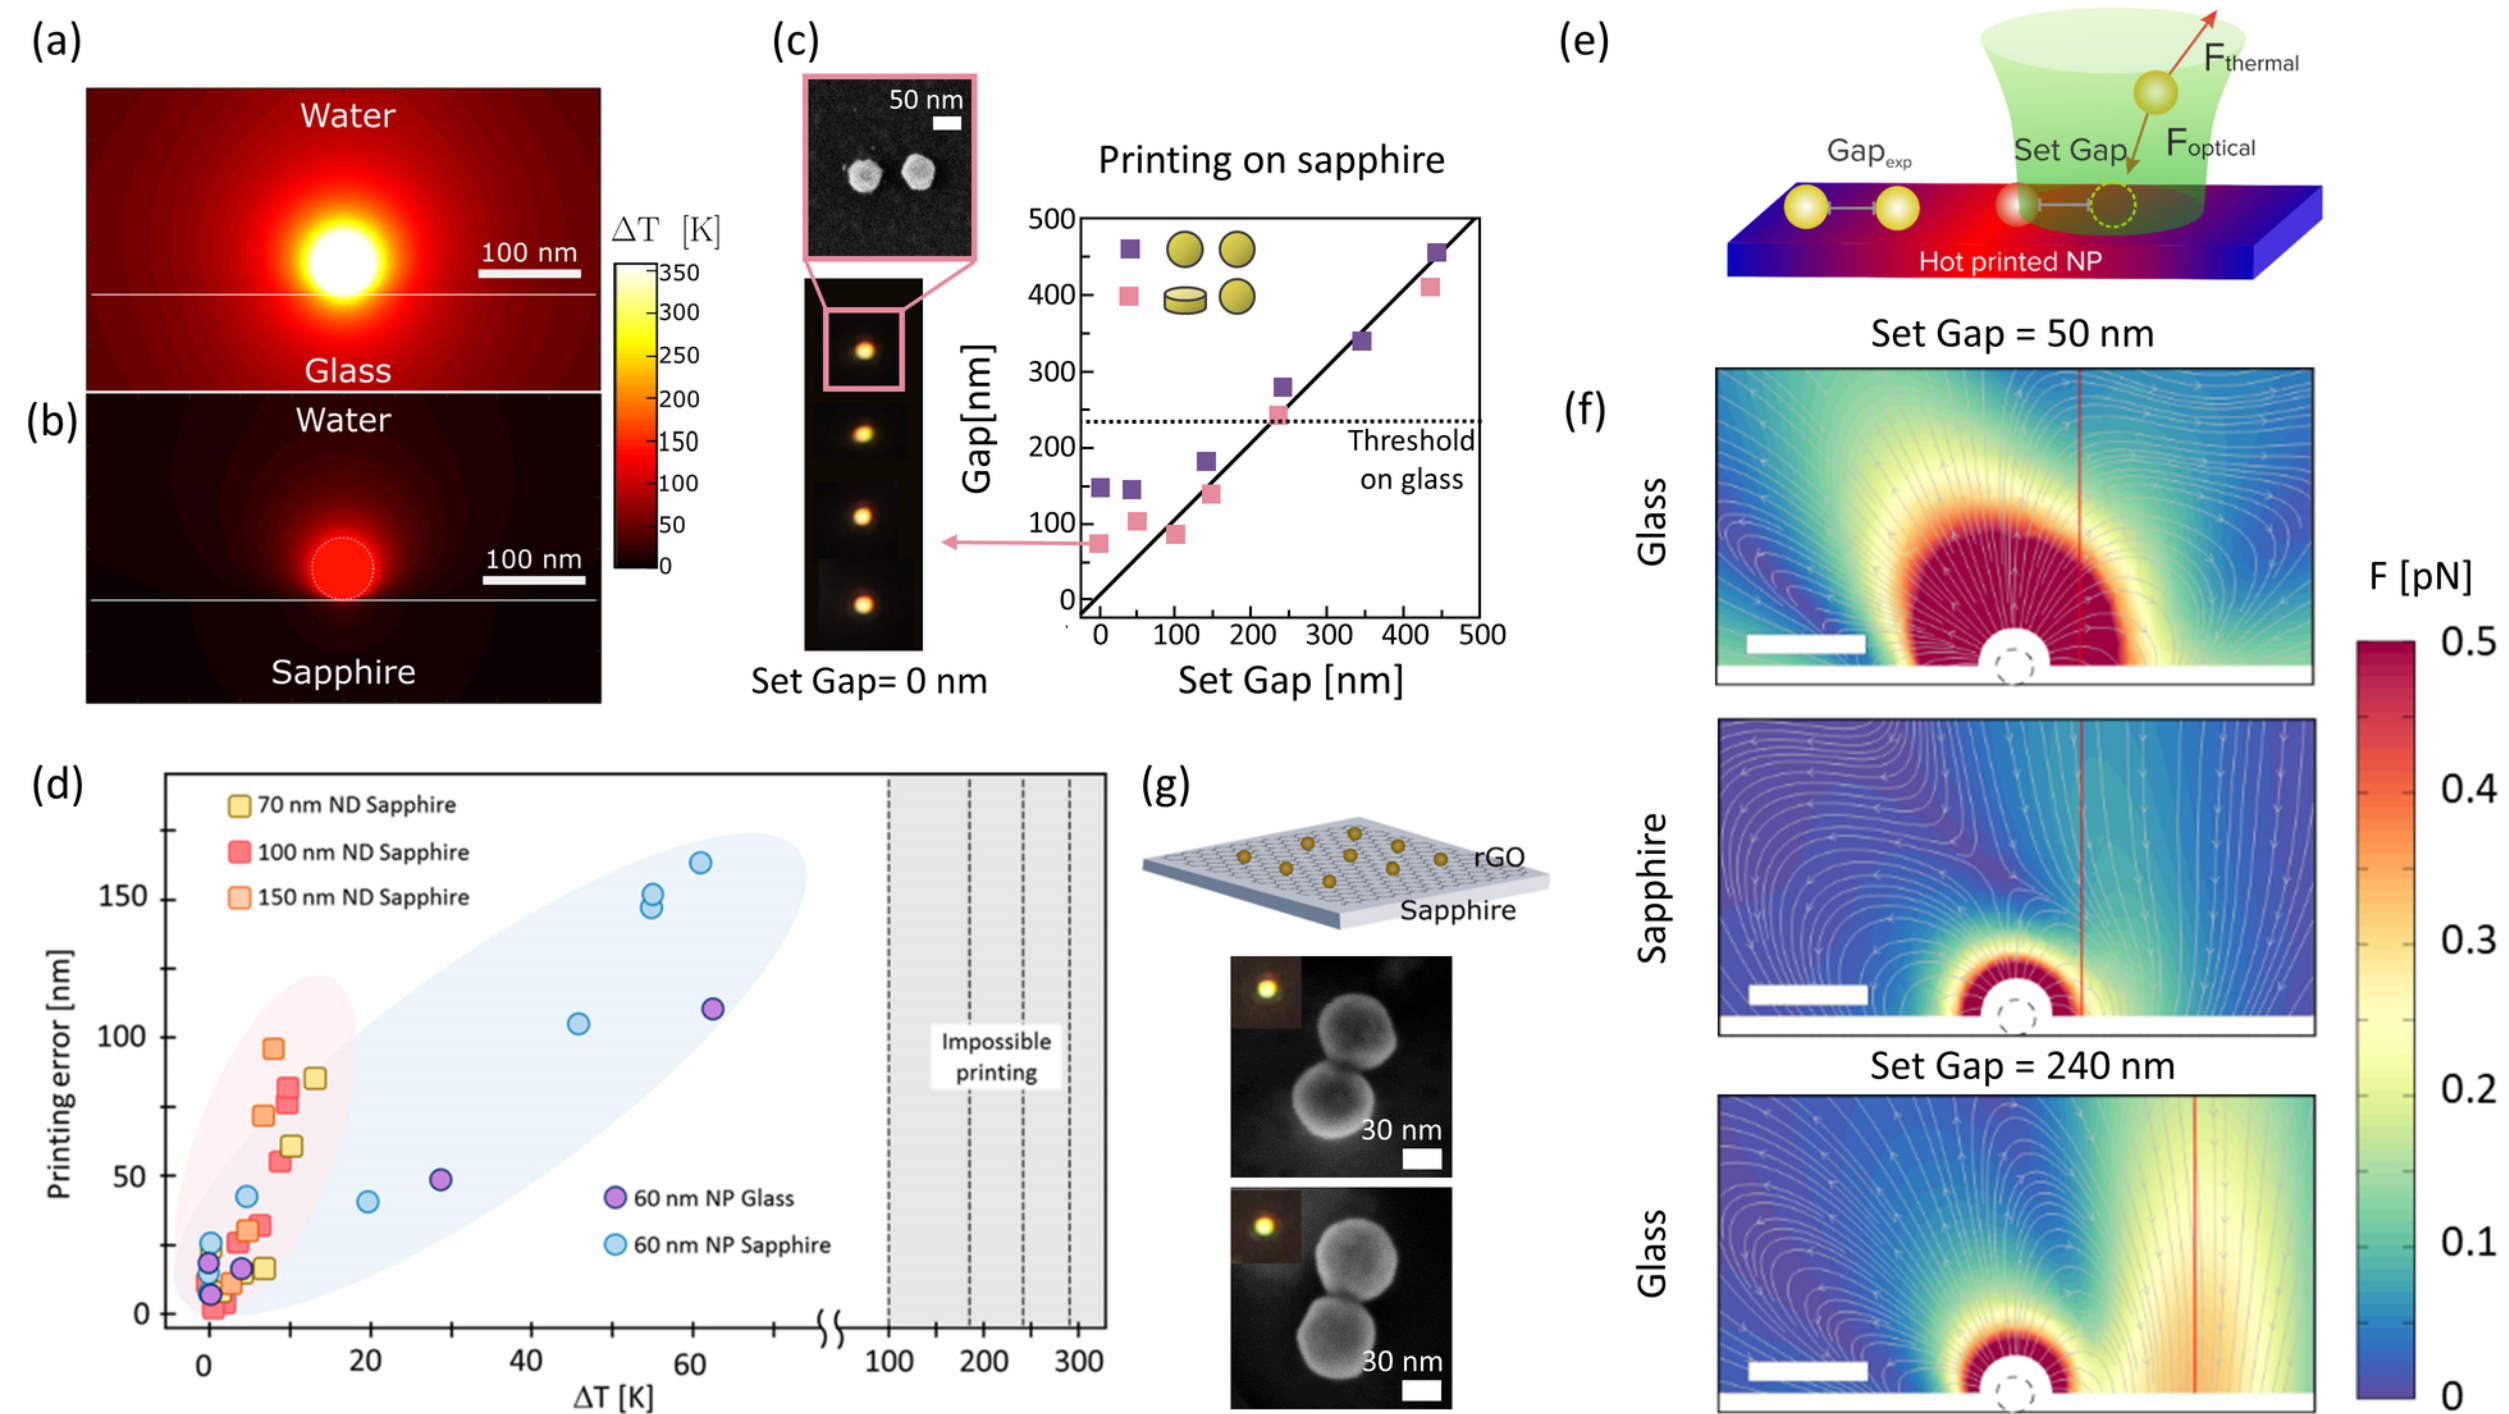 (a)
Water
100 nm
Glass
(b)
Water
100 nm
Sapphire
ΔT [K]
350
300
250
200
150
100
50
0
(c)
50 nm
Set Gap= 0 nm
Printing on sapphire
Gap[nm]
500
400
300
200
100
0
Threshold
on glass
0 100 200 300 400 500
Set Gap [nm]
(d)
70 nm ND Sapphire
100 nm ND Sapphire
150 nm ND Sapphire
Printing error [nm]
150
100
50
0
Impossible
printing
60 nm NP Glass
60 nm NP Sapphire
0 20 40 60 100 200 300
ΔT [K]
(e)
Fthermal
Foptical
Gapexp
Set Gap
Hot printed NP
Set Gap = 50 nm
(f)
Glass
Sapphire
Set Gap = 240 nm
Glass
F [pN]
0.5
0.4
0.3
0.2
0.1
0
(g)
rGO
Sapphire
30 nm
30 nm